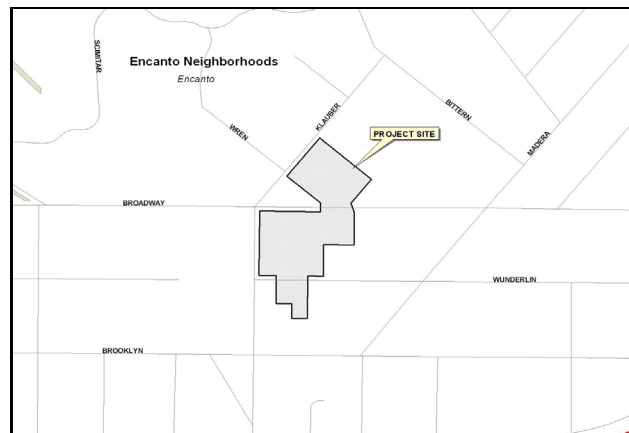 SCIMITAR
Encanto Neighborhoods
Encanto
KLAUBER
BITTERN
WREN
PROJECT SITE
MADERA
BROADWAY
WUNDERLIN
BROOKLYN